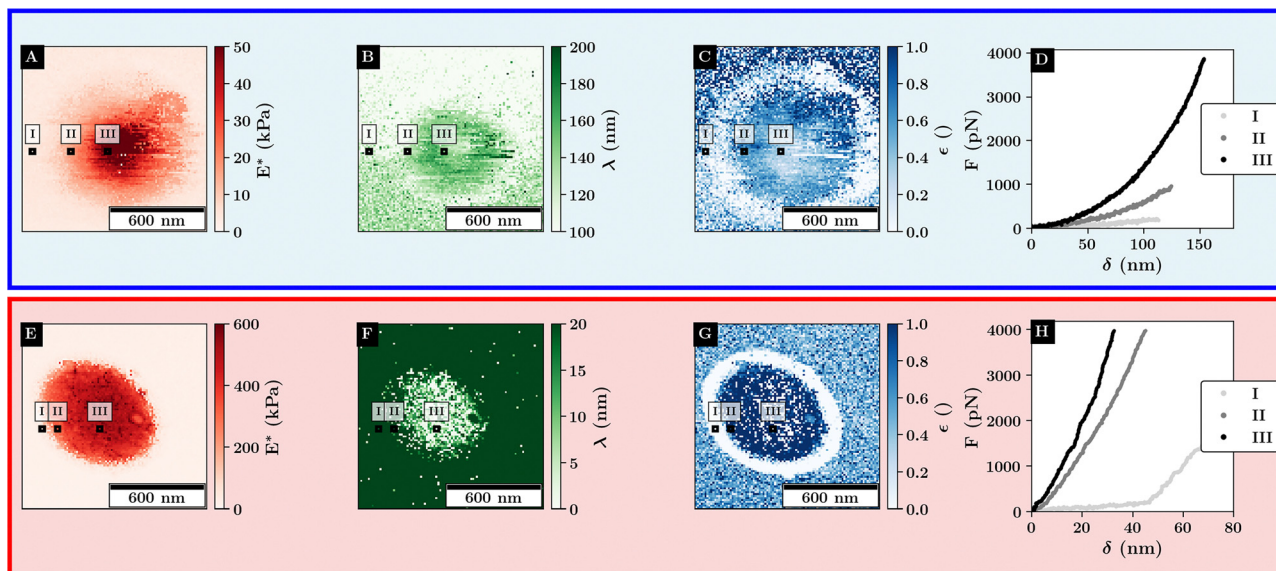 A
I
II
III
600 nm
50
40
30
20
10
0
E* (kPa)
B
I
II
III
600 nm
200
180
160
140
120
100
λ (nm)
C
I
II
III
600 nm
1.0
0.8
0.6
0.4
0.2
0.0
ϵ ()
D
4000
3000
2000
1000
0
F (pN)
0 50 100 150
δ (nm)
I
II
III
E
I
II
III
600 nm
600
400
200
0
E* (kPa)
F
I
II
III
600 nm
20
15
10
5
0
λ (nm)
G
I
II
III
600 nm
1.0
0.8
0.6
0.4
0.2
0.0
ϵ ()
H
4000
3000
2000
1000
0
F (pN)
0 20 40 60 80
δ (nm)
I
II
III